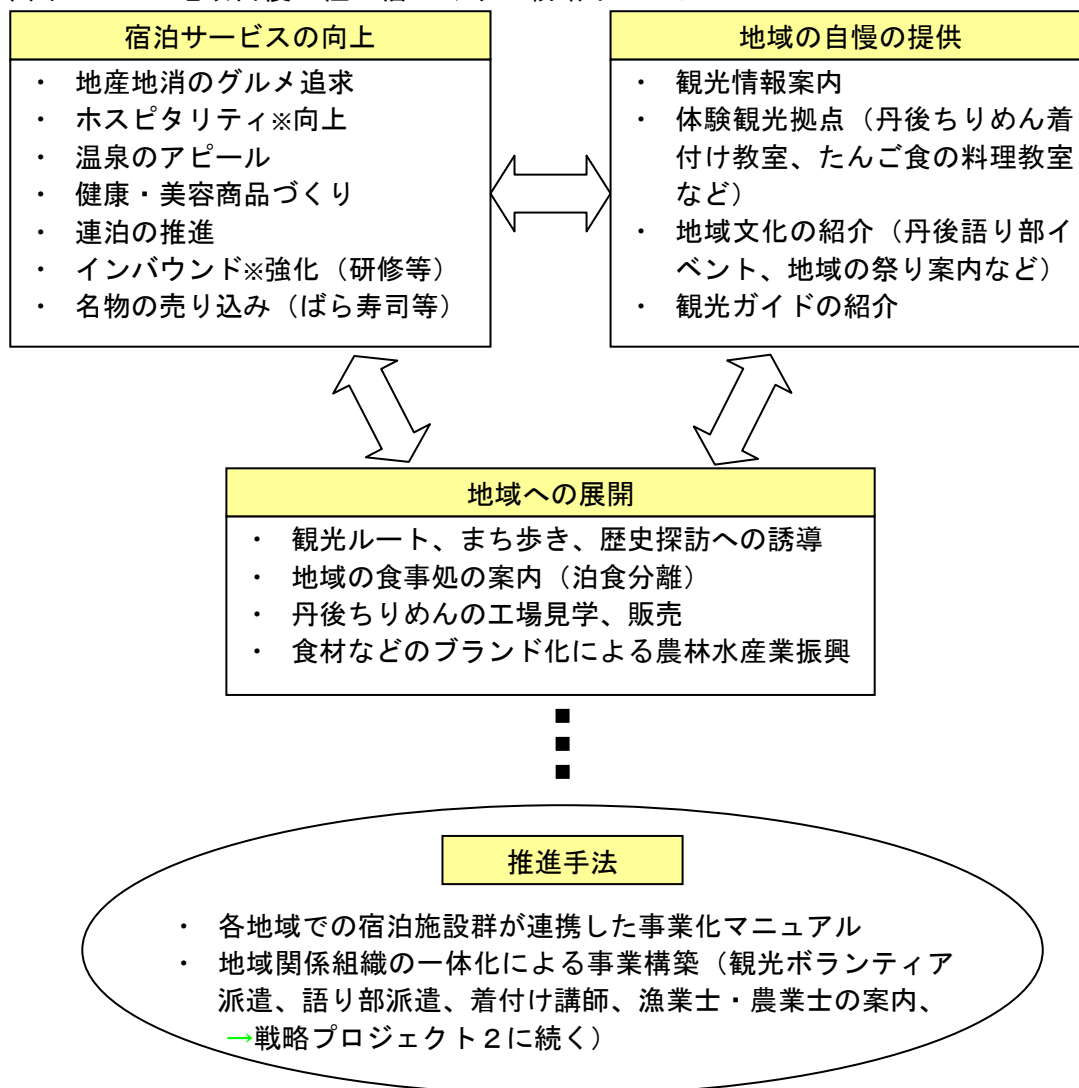 宿泊サービスの向上
・ 地産地消のグルメ追求
・ ホスピタリティ※向上
・ 温泉のアピール
・ 健康・美容商品づくり
・ 連泊の推進
・ インバウンド※強化（研修等）
・ 名物の売り込み（ばら寿司等）
地域の自慢の提供
・ 観光情報案内
・ 体験観光拠点（丹後ちりめん着
付け教室、たんご食の料理教室
など）
・ 地域文化の紹介（丹後語り部イ
ベント、地域の祭り案内など）
・ 観光ガイドの紹介
地域への展開
・ 観光ルート、まち歩き、歴史探訪への誘導
・ 地域の食事処の案内（泊食分離）
・ 丹後ちりめんの工場見学、販売
・ 食材などのブランド化による農林水産業振興
推進手法
・ 各地域での宿泊施設群が連携した事業化マニュアル
・ 地域関係組織の一体化による事業構築（観光ボランティア
派遣、語り部派遣、着付け講師、漁業士・農業士の案内、
→戦略プロジェクト２に続く）